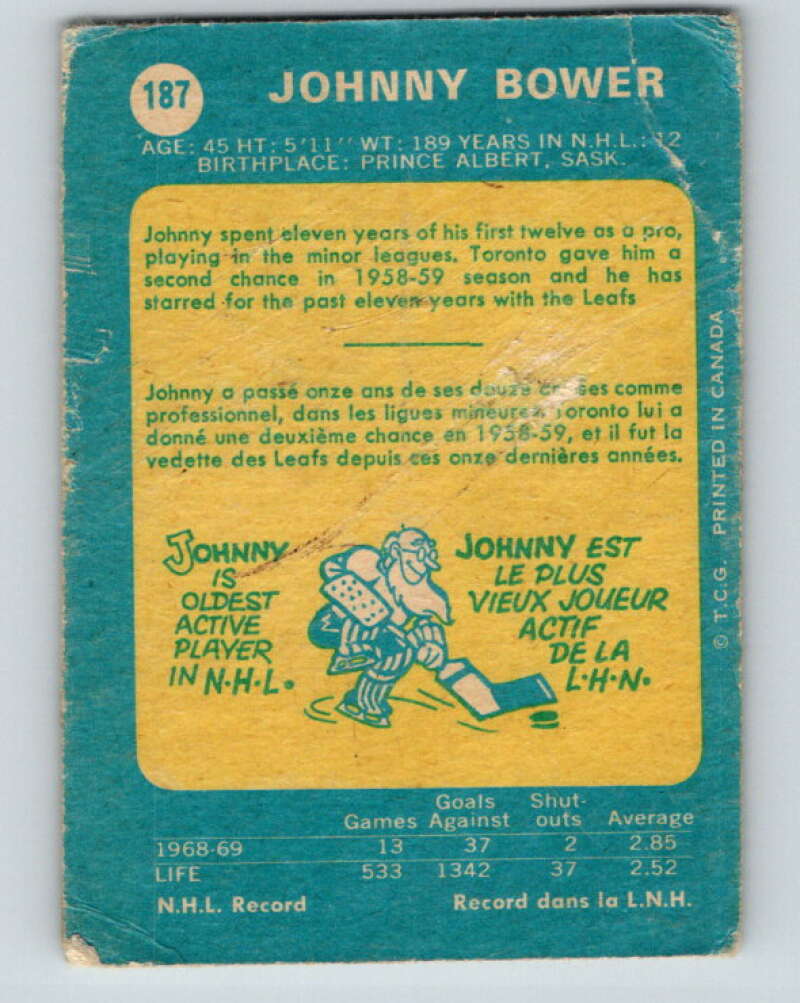 187 JOHNNY BOWER
AGE: 45 HT: 5'11" WT: 189 YEARS IN N.H.L.: 12
BIRTHPLACE: PRINCE ALBERT, SASK.
Johnny spent eleven years of his first twelve as a pro,
playing in the minor leagues. Toronto gave him a
second chance in 1958-59 season and he has
starred for the past eleven years with the Leafs
Johnny a passé onze ans de ses douze années comme
professionnel, dans les ligues mineures Toronto lui a
donné une deuxième chance en 1958-59, et il fut la
vedette des Leafs depuis ces onze dernières années.
JOHNNY
IS
OLDEST
ACTIVE
PLAYER
IN N·H·L.
JOHNNY EST
LE PLUS
VIEUX JOUEUR
ACTIF
DE LA
L·H·N.
© T.C.G. PRINTED IN CANADA
Games Goals Against Shut-outs Average
1968-69 13 37 2 2.85
LIFE 533 1342 37 2.52
N.H.L. Record Record dans la L.N.H.